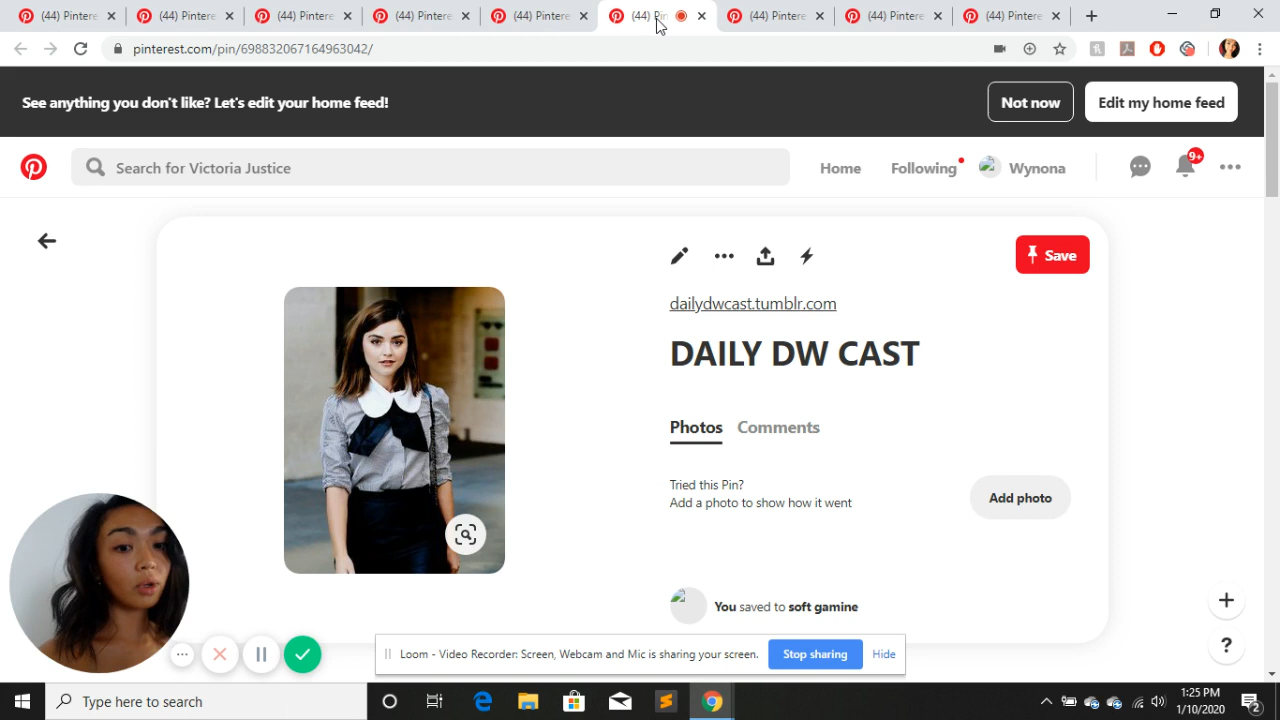 (44) Pintere
(44) Pintere
(44) Pintere
(44) Pintere
(44) Pintere
(44) Pin
(44) Pintere
(44) Pintere
(44) Pintere
pinterest.com/pin/698832067164963042/
See anything you don't like? Let's edit your home feed!
Not now
Edit my home feed
Search for Victoria Justice
Home
Following
Wynona
9+
Save
dailydwcast.tumblr.com
DAILY DW CAST
Photos
Comments
Tried this Pin?
Add a photo to show how it went
Add photo
You saved to soft gamine
Loom - Video Recorder: Screen, Webcam and Mic is sharing your screen.
Stop sharing
Hide
?
Type here to search
1:25 PM
1/10/2020
2